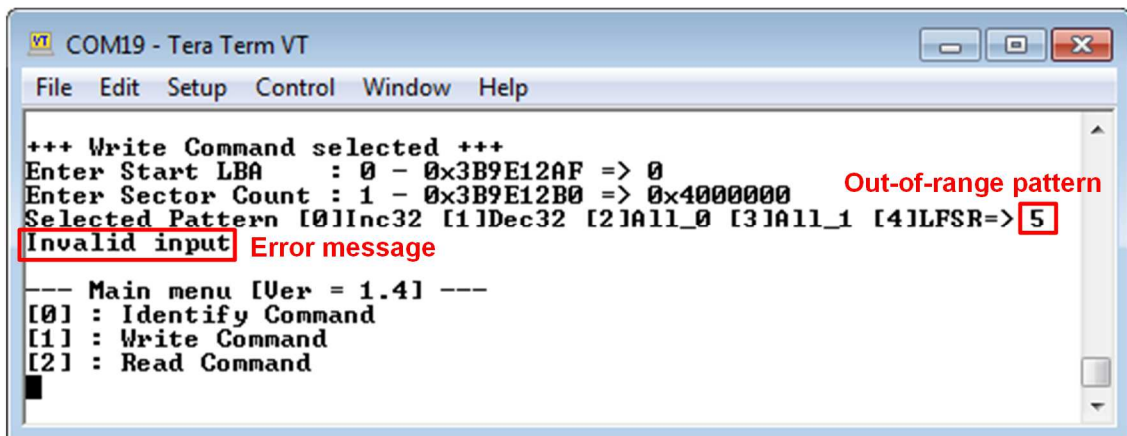 COM19 - Tera Term VT
File Edit Setup Control Window Help
+++ Write Command selected +++
Enter Start LBA : 0 - 0x3B9E12AF => 0
Enter Sector Count : 1 - 0x3B9E12B0 => 0x4000000
Out-of-range pattern
Selected Pattern [0]Inc32 [1]Dec32 [2]All_0 [3]All_1 [4]LFSR=> 5
Invalid input Error message
--- Main menu [Ver = 1.4] ---
[0] : Identify Command
[1] : Write Command
[2] : Read Command